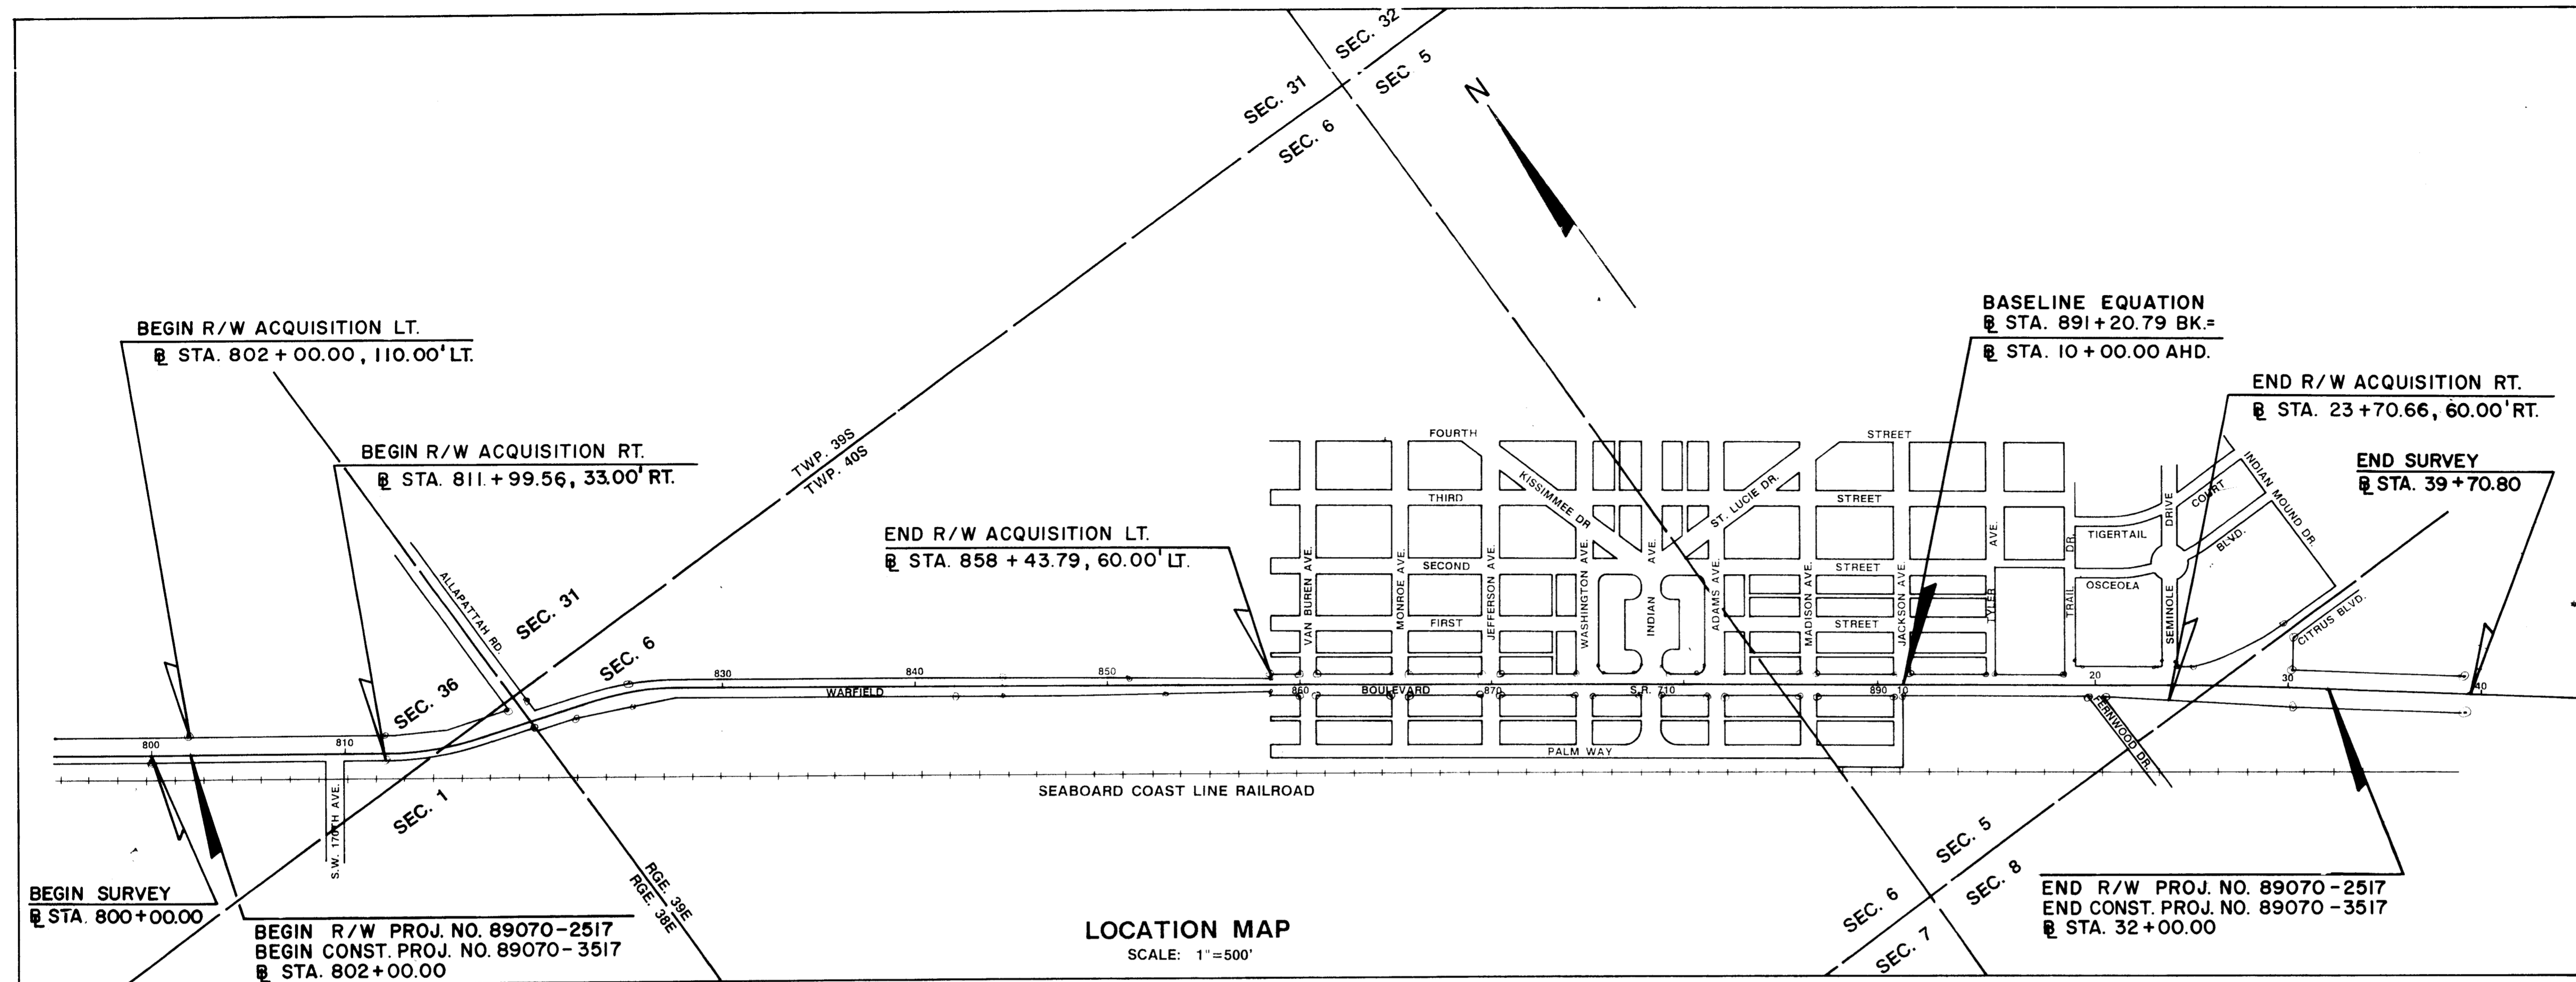 SEC. 32
SEC. 31
SEC 5
SEC. 6
N
BEGIN R/W ACQUISITION LT.
BL STA. 802+00.00, 110.00' LT.
BEGIN R/W ACQUISITION RT.
BL STA. 811.+99.56, 33.00' RT.
TWP. 39S
TWP. 40S
END R/W ACQUISITION LT.
BL STA. 858+43.79, 60.00' LT.
BASELINE EQUATION
BL STA. 891+20.79 BK.=
BL STA. 10+00.00 AHD.
END R/W ACQUISITION RT.
BL STA. 23+70.66, 60.00' RT.
END SURVEY
BL STA. 39+70.80
FOURTH
STREET
THIRD
STREET
SECOND
STREET
FIRST
STREET
KISSIMMEE DR
ST. LUCIE DR.
VAN BUREN AVE.
MONROE AVE.
JEFFERSON AVE.
WASHINGTON AVE.
INDIAN AVE.
ADAMS AVE.
MADISON AVE.
JACKSON AVE.
TYLER AVE.
TRAIL DR.
TIGERTAIL
COURT
OSCEOLA
BLVD.
SEMINOLE DRIVE
INDIAN MOUND DR.
CITRUS BLVD.
FERNWOOD DR.
ALLAPATTAH RD.
SEC. 31
SEC. 6
SEC. 36
SEC. 1
800
810
830
840
850
860
870
890
10
20
30
40
WARFIELD
BOULEVARD
S.R. 710
PALM WAY
SEABOARD COAST LINE RAILROAD
S.W. 170TH AVE.
RGE. 39E
RGE. 38E
BEGIN SURVEY
BL STA. 800+00.00
BEGIN R/W PROJ. NO. 89070-2517
BEGIN CONST. PROJ. NO. 89070-3517
BL STA. 802+00.00
LOCATION MAP
SCALE: 1"=500'
SEC. 5
SEC. 8
SEC. 6
SEC. 7
END R/W PROJ. NO. 89070-2517
END CONST. PROJ. NO. 89070-3517
BL STA. 32+00.00